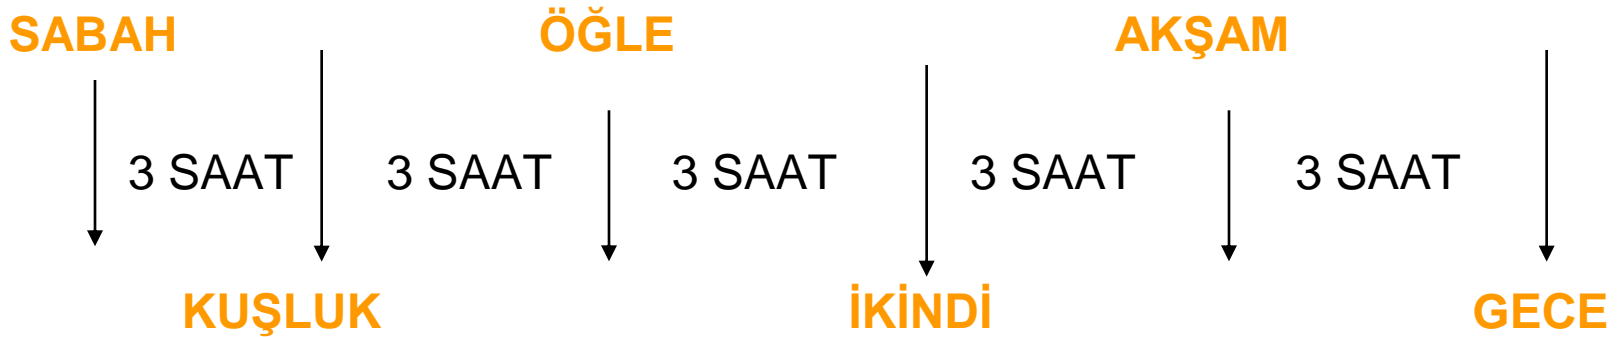 SABAH ÖĞLE AKŞAM
3 SAAT 3 SAAT 3 SAAT 3 SAAT 3 SAAT
KUŞLUK İKİNDİ GECE